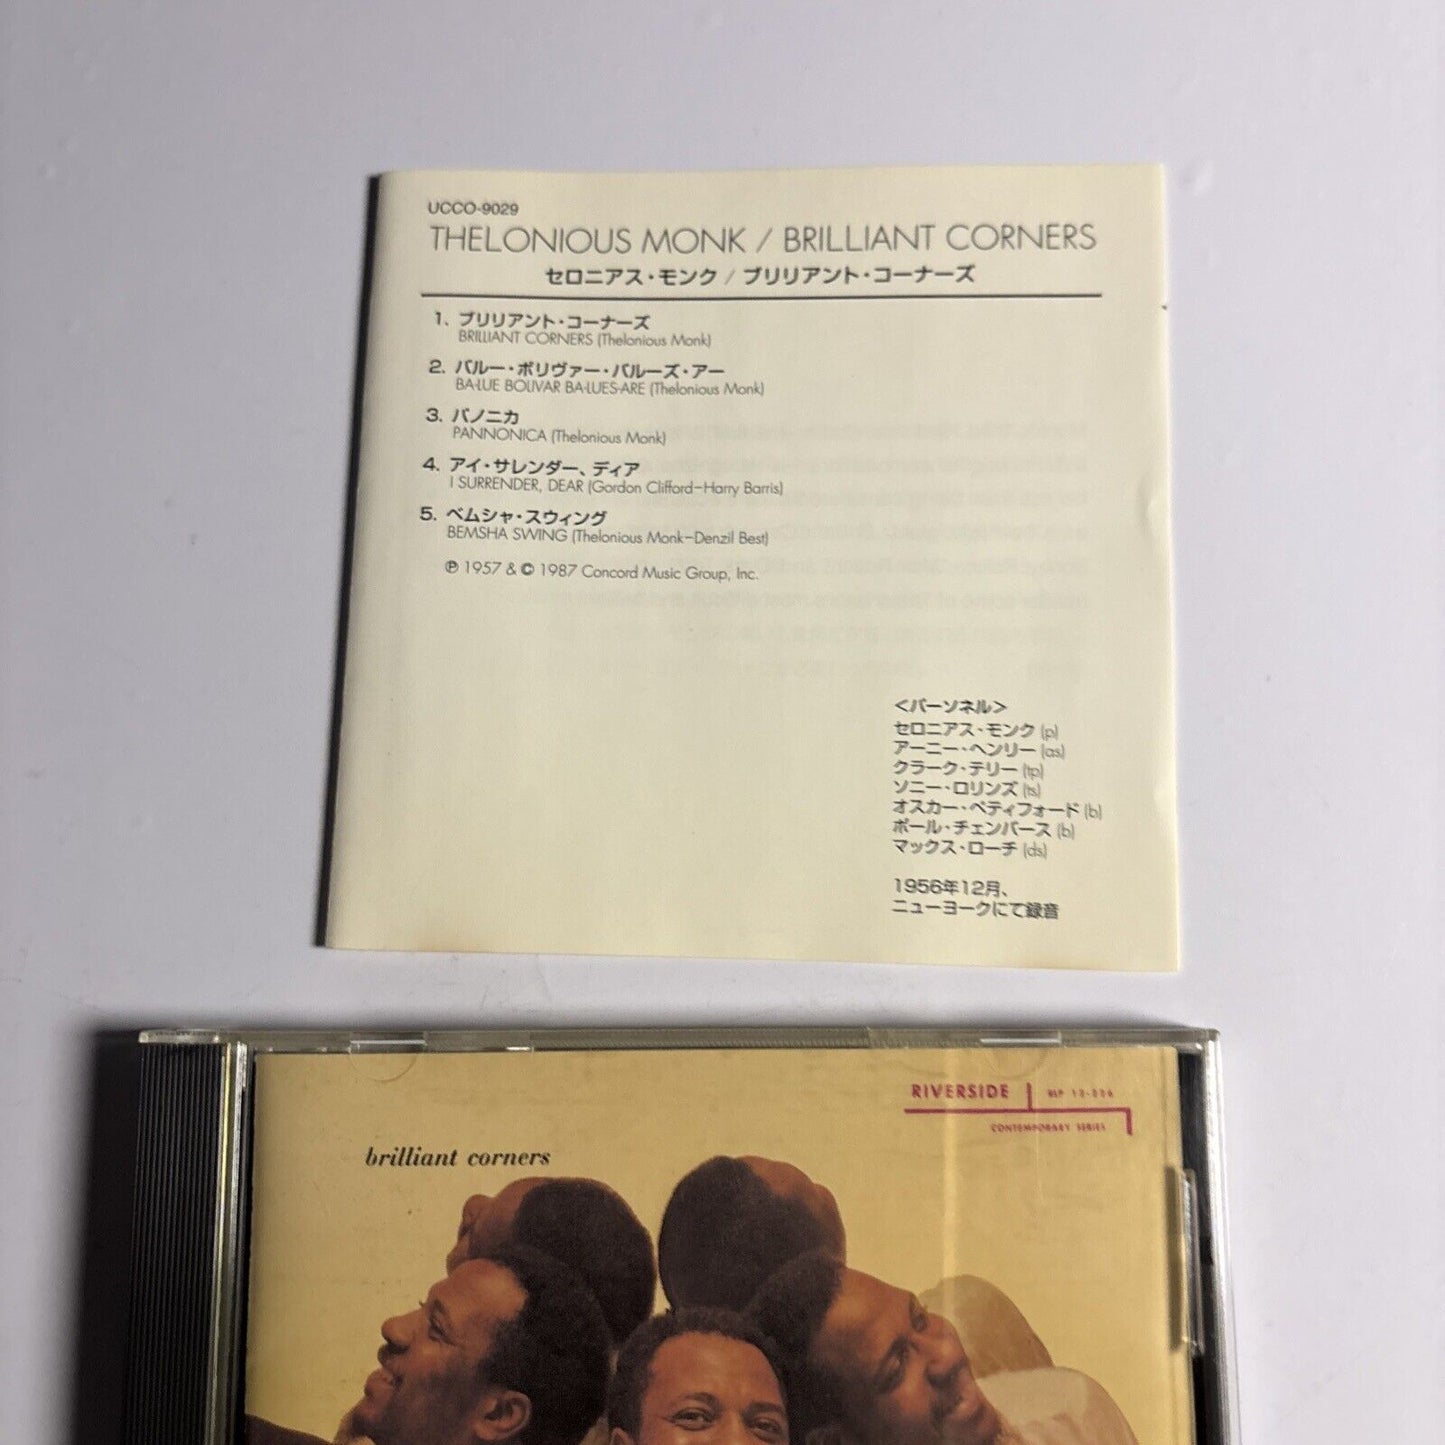 UCCO-9029
THELONIOUS MONK / BRILLIANT CORNERS
セロニアス・モンク / ブリリアント・コーナーズ
1、ブリリアント・コーナーズ
BRILLIANT CORNERS (Thelonious Monk)
2. バルー・ボリヴァー・バルーズ・アー
BA-LUE BOLIVAR BA-LUES-ARE (Thelonious Monk)
3. パノニカ
PANNONICA (Thelonious Monk)
4. アイ・サレンダー、ディア
I SURRENDER, DEAR (Gordon Clifford-Harry Barris)
5. ベムシャ・スウィング
BEMSHA SWING (Thelonious Monk-Denzil Best)
℗ 1957 & © 1987 Concord Music Group, Inc.
<パーソネル>
セロニアス・モンク (p)
アーニー・ヘンリー (as)
クラーク・テリー (tp)
ソニー・ロリンズ (ts)
オスカー・ペティフォード (b)
ポール・チェンバース (b)
マックス・ローチ (ds)
1956年12月、
ニューヨークにて録音
RIVERSIDE RLP 12-226
CONTEMPORARY SERIES
brilliant corners